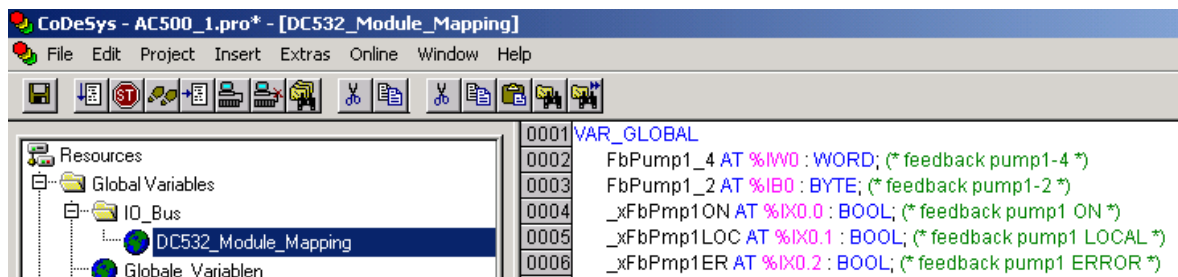 CoDeSys - AC500_1.pro* - [DC532_Module_Mapping]
File Edit Project Insert Extras Online Window Help
ST
Resources
Global Variables
IO_Bus
DC532_Module_Mapping
Globale_Variablen
0001 VAR_GLOBAL
0002 FbPump1_4 AT %IW0 : WORD; (* feedback pump1-4 *)
0003 FbPump1_2 AT %IB0 : BYTE; (* feedback pump1-2 *)
0004 _xFbPmp1ON AT %IX0.0 : BOOL; (* feedback pump1 ON *)
0005 _xFbPmp1LOC AT %IX0.1 : BOOL; (* feedback pump1 LOCAL *)
0006 _xFbPmp1ER AT %IX0.2 : BOOL; (* feedback pump1 ERROR *)